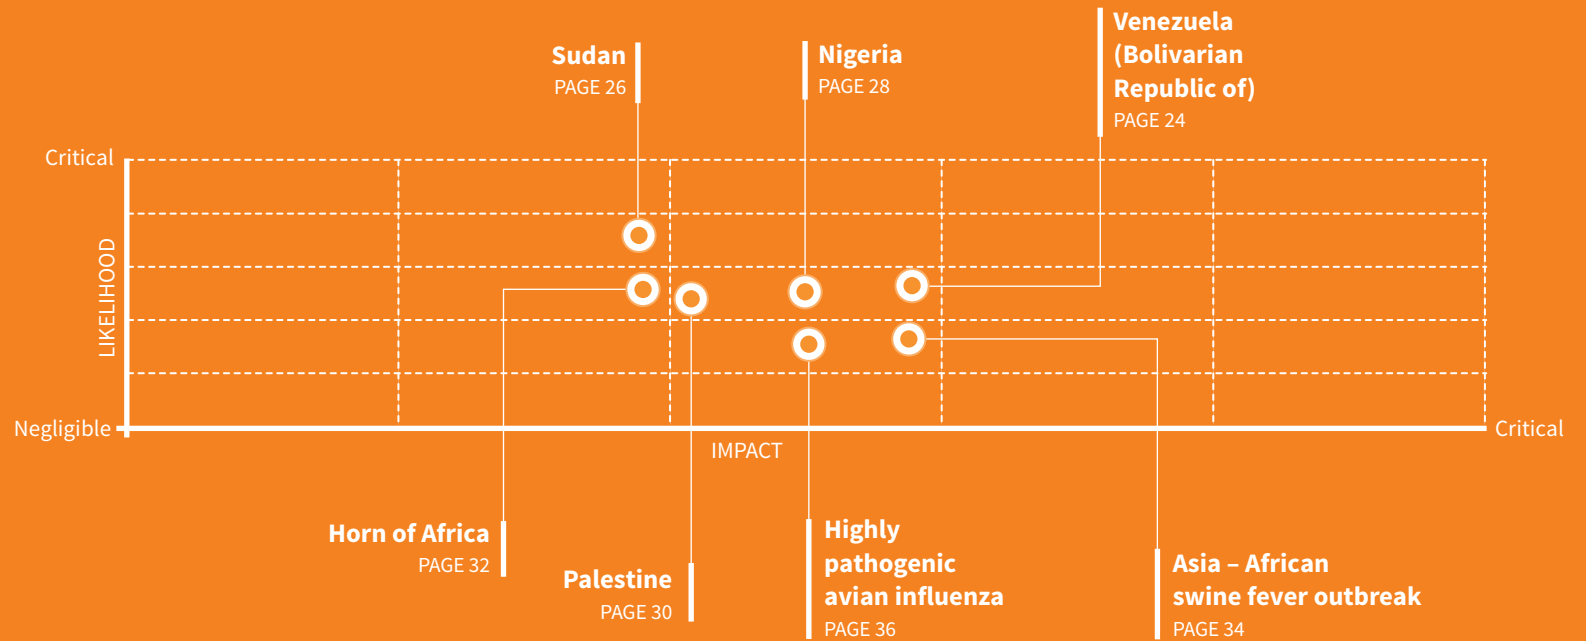 Sudan
PAGE 26
Nigeria
PAGE 28
Venezuela
(Bolivarian
Republic of)
PAGE 24
Critical
LIKELIHOOD
Negligible
Critical
IMPACT
Horn of Africa
PAGE 32
Palestine
PAGE 30
Highly
pathogenic
avian influenza
PAGE 36
Asia – African
swine fever outbreak
PAGE 34